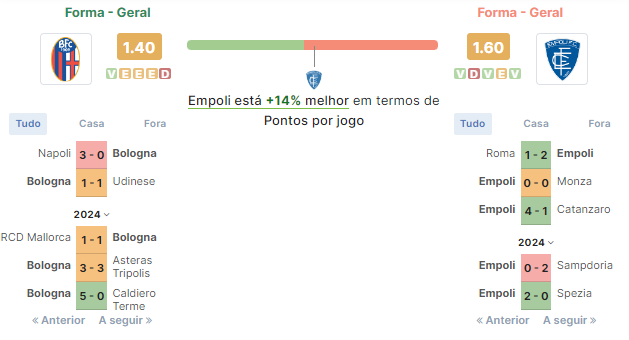 Forma - Geral
1.40
V E E E D
Empoli está +14% melhor em termos de
Pontos por jogo
Forma - Geral
1.60
V D V E V
Tudo Casa Fora
Napoli 3 - 0 Bologna
Bologna 1 - 1 Udinese
2024
RCD Mallorca 1 - 1 Bologna
Bologna 3 - 3 Asteras
Tripolis
Bologna 5 - 0 Caldiero
Terme
« Anterior A seguir »
Tudo Casa Fora
Roma 1 - 2 Empoli
Empoli 0 - 0 Monza
Empoli 4 - 1 Catanzaro
2024
Empoli 0 - 2 Sampdoria
Empoli 2 - 0 Spezia
« Anterior A seguir »